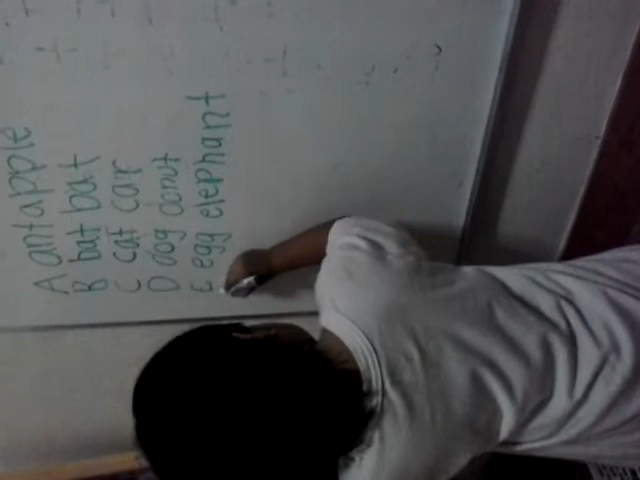 A ant apple
B bat bat
C cat car
D dog donut
E egg elephant